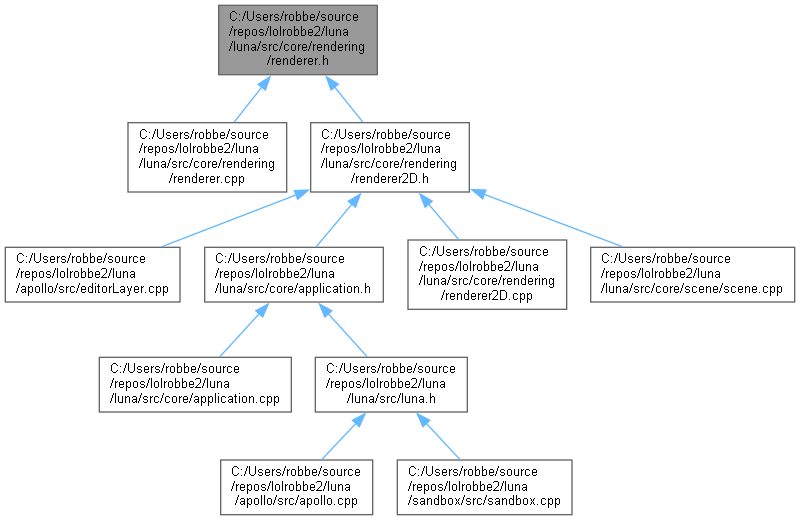 C:/Users/robbe/source
/repos/lolrobbe2/luna
/luna/src/core/rendering
/renderer.h
C:/Users/robbe/source
/repos/lolrobbe2/luna
/luna/src/core/rendering
/renderer.cpp
C:/Users/robbe/source
/repos/lolrobbe2/luna
/luna/src/core/rendering
/renderer2D.h
C:/Users/robbe/source
/repos/lolrobbe2/luna
/apollo/src/editorLayer.cpp
C:/Users/robbe/source
/repos/lolrobbe2/luna
/luna/src/core/application.h
C:/Users/robbe/source
/repos/lolrobbe2/luna
/luna/src/core/rendering
/renderer2D.cpp
C:/Users/robbe/source
/repos/lolrobbe2/luna
/luna/src/core/scene/scene.cpp
C:/Users/robbe/source
/repos/lolrobbe2/luna
/luna/src/core/application.cpp
C:/Users/robbe/source
/repos/lolrobbe2/luna
/luna/src/luna.h
C:/Users/robbe/source
/repos/lolrobbe2/luna
/apollo/src/apollo.cpp
C:/Users/robbe/source
/repos/lolrobbe2/luna
/sandbox/src/sandbox.cpp